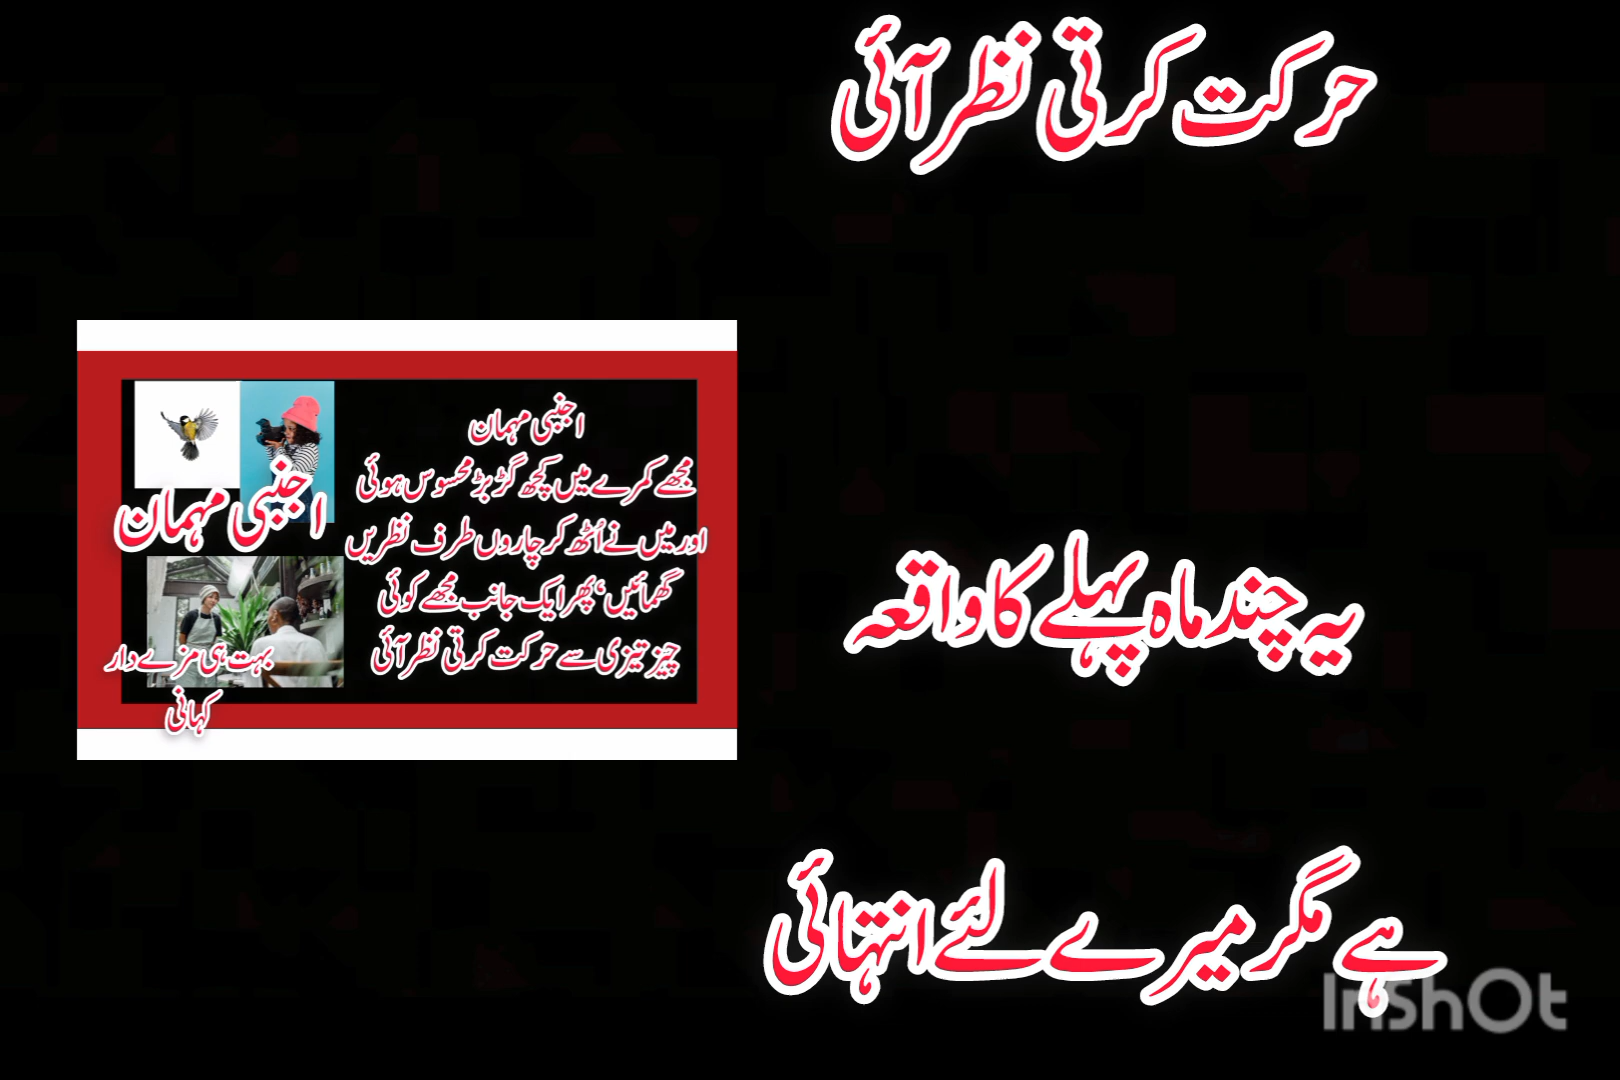 حرکت کرتی نظر آئی
یہ چند ماہ پہلے کا واقعہ
ہے مگر میرے لئے انتہائی
اجنبی مہمان
مجھے کمرے میں کچھ گڑبڑ محسوس ہوئی
اور میں نے اُٹھ کر چاروں طرف نظریں
گھمائیں‘ پھر ایک جانب مجھے کوئی
چیز تیزی سے حرکت کرتی نظر آئی
اجنبی مہمان
بہت ہی مزے دار
کہانی
InShOt